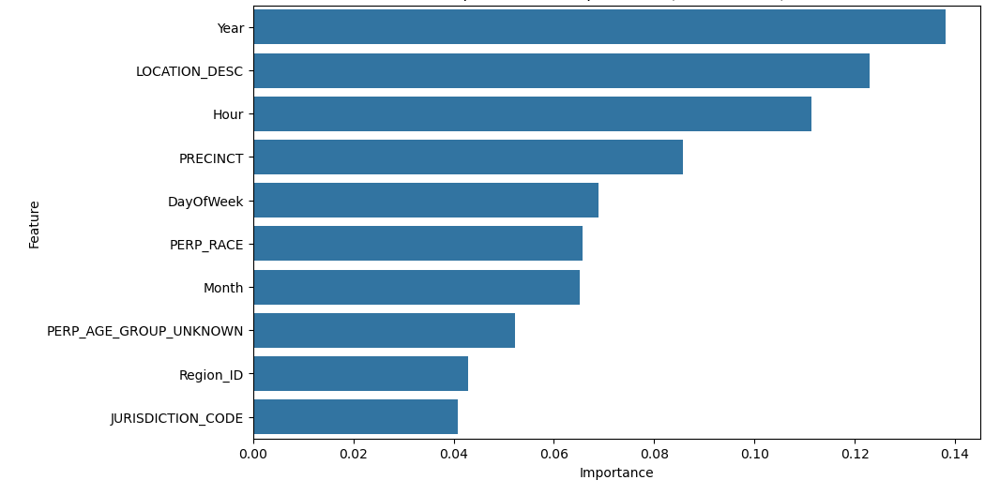 Year
LOCATION_DESC
Hour
PRECINCT
DayOfWeek
PERP_RACE
Month
PERP_AGE_GROUP_UNKNOWN
Region_ID
JURISDICTION_CODE
Feature
0.00 0.02 0.04 0.06 0.08 0.10 0.12 0.14
Importance